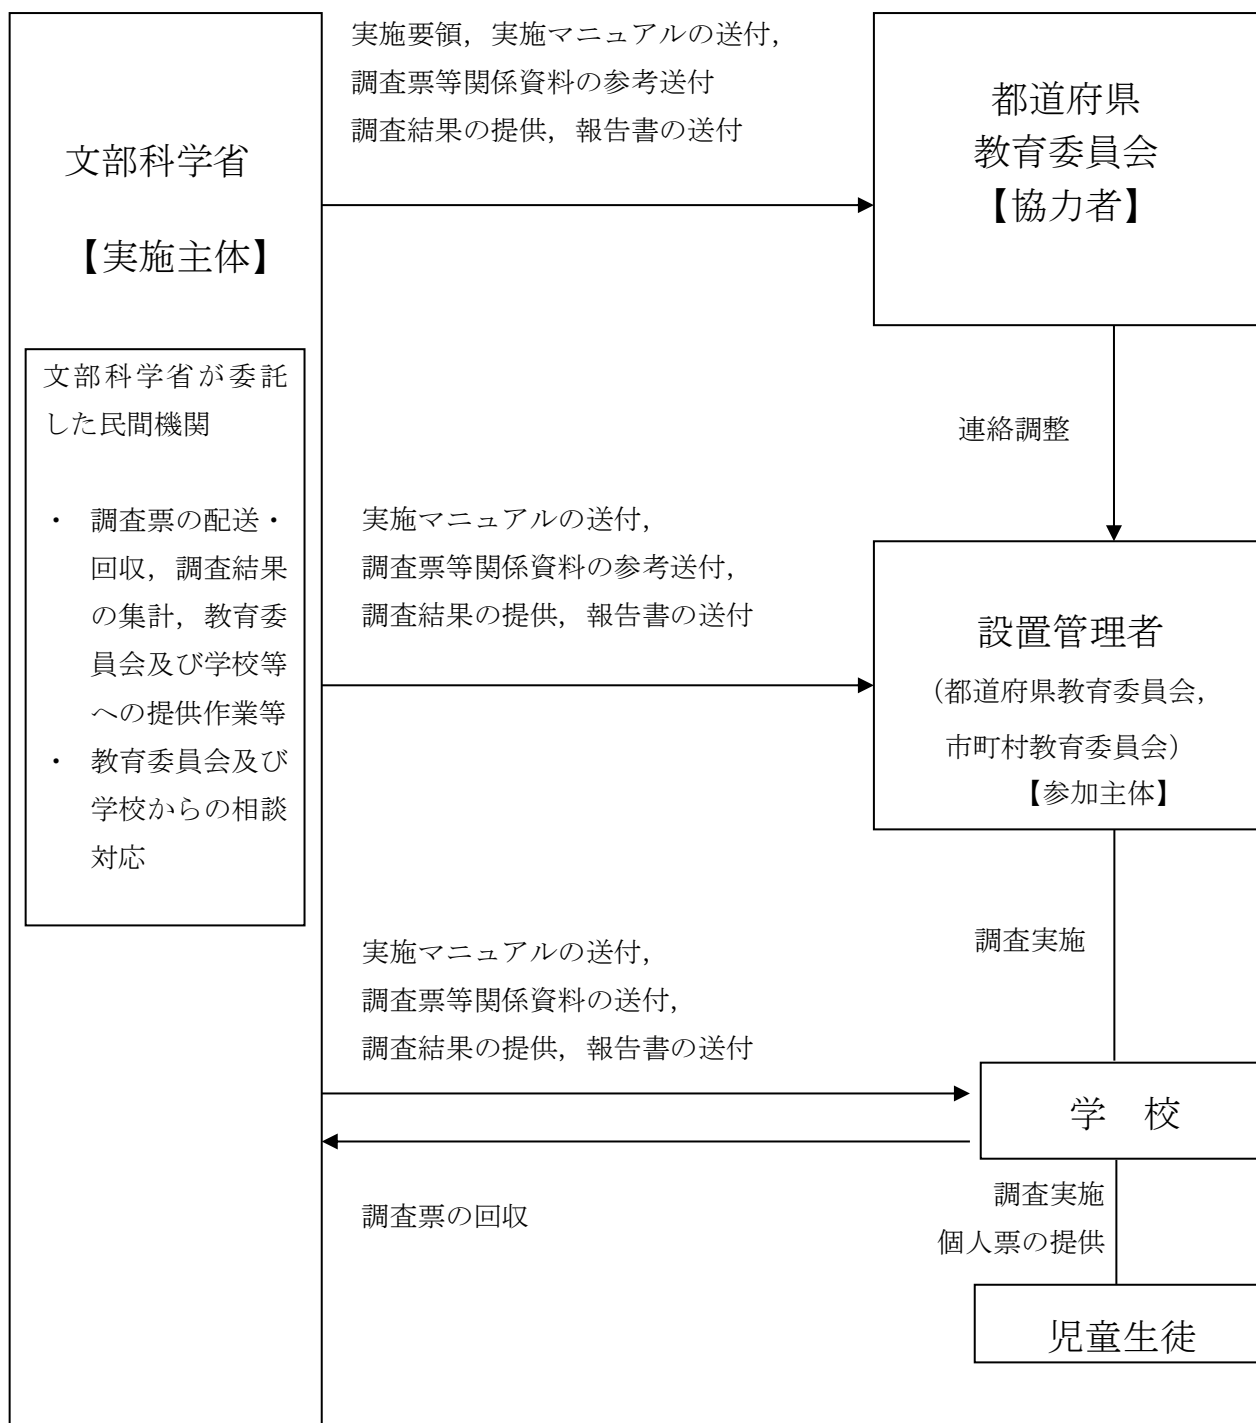 文部科学省
【実施主体】
文部科学省が委託
した民間機関
・ 調査票の配送・
回収，調査結果
の集計，教育委
員会及び学校等
への提供作業等
・ 教育委員会及び
学校からの相談
対応
実施要領，実施マニュアルの送付，
調査票等関係資料の参考送付
調査結果の提供，報告書の送付
都道府県
教育委員会
【協力者】
連絡調整
実施マニュアルの送付，
調査票等関係資料の参考送付，
調査結果の提供，報告書の送付
設置管理者
（都道府県教育委員会，
市町村教育委員会）
【参加主体】
調査実施
実施マニュアルの送付，
調査票等関係資料の送付，
調査結果の提供，報告書の送付
学　校
調査票の回収
調査実施
個人票の提供
児童生徒